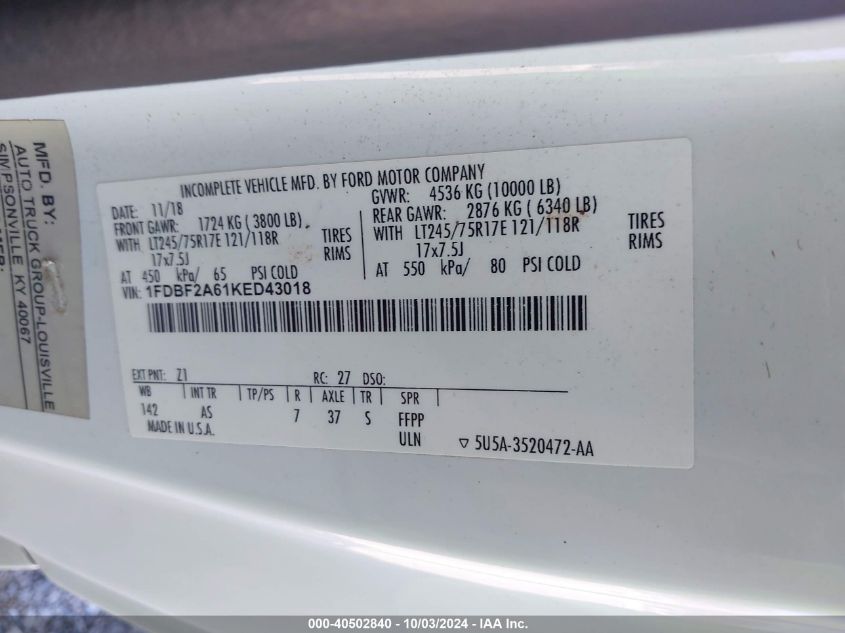 MFD. BY:
AUTO TRUCK GROUP-LOUISVILLE
SIMPSONVILLE, KY 40067
INCOMPLETE VEHICLE MFD. BY FORD MOTOR COMPANY
DATE: 11/18
GVWR: 4536 KG (10000 LB)
FRONT GAWR: 1724 KG ( 3800 LB)
REAR GAWR: 2876 KG ( 6340 LB)
WITH LT245/75R17E 121/118R TIRES
WITH LT245/75R17E 121/118R TIRES
17x7.5J RIMS
17x7.5J RIMS
AT 450 kPa/ 65 PSI COLD
AT 550 kPa/ 80 PSI COLD
VIN: 1FDBF2A61KED43018
EXT PNT: Z1 RC: 27 DSO:
WB INT TR TP/PS R AXLE TR SPR
142 AS 7 37 S FFPP
MADE IN U.S.A. ULN ▽ 5U5A-3520472-AA
000-40502840 - 10/03/2024 - IAA Inc.